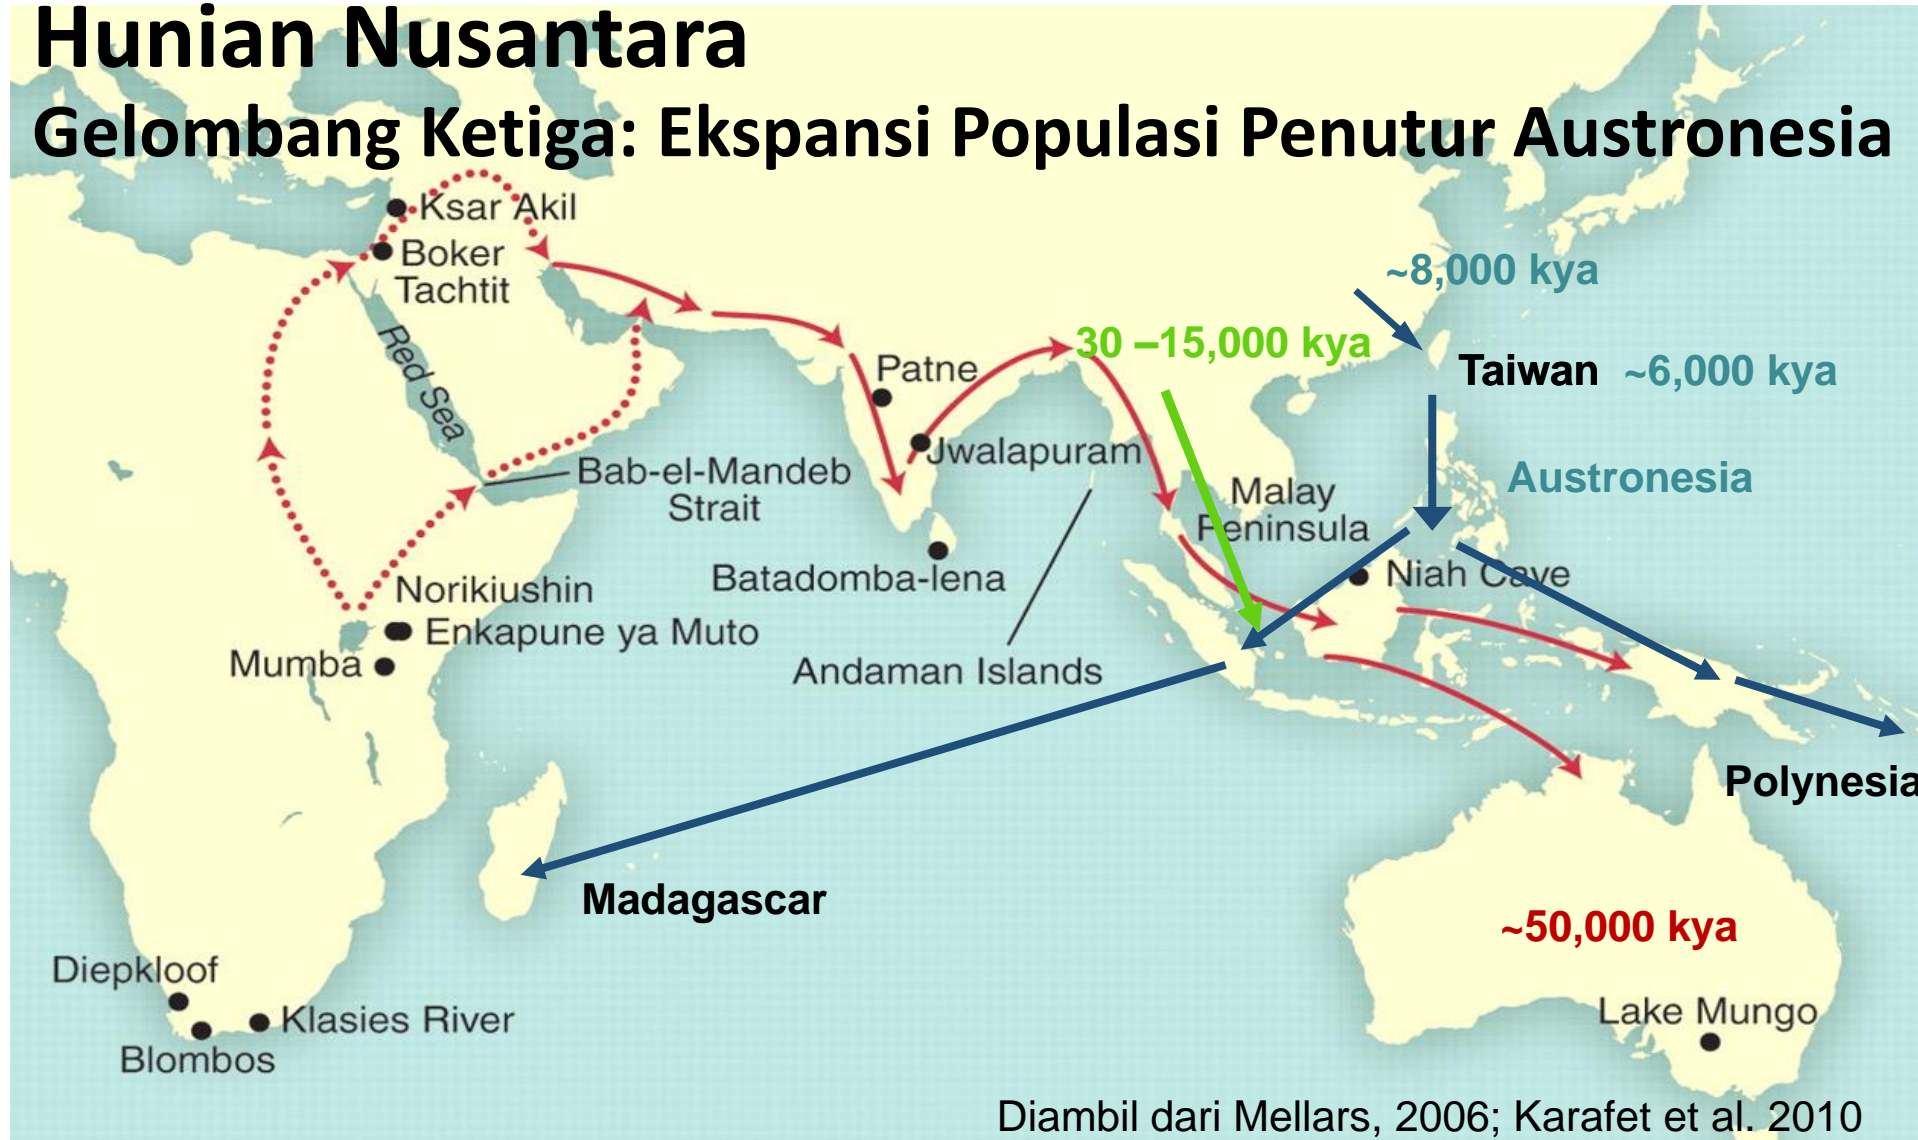 Hunian Nusantara
Gelombang Ketiga: Ekspansi Populasi Penutur Austronesia
Ksar Akil
Boker
Tachtit
Red Sea
~8,000 kya
30 –15,000 kya
Taiwan ~6,000 kya
Patne
Jwalapuram
Bab-el-Mandeb
Strait
Austronesia
Malay
Peninsula
Batadomba-lena
Niah Cave
Norikiushin
Enkapune ya Muto
Mumba
Andaman Islands
Polynesia
Madagascar
~50,000 kya
Diepkloof
Klasies River
Blombos
Lake Mungo
Diambil dari Mellars, 2006; Karafet et al. 2010